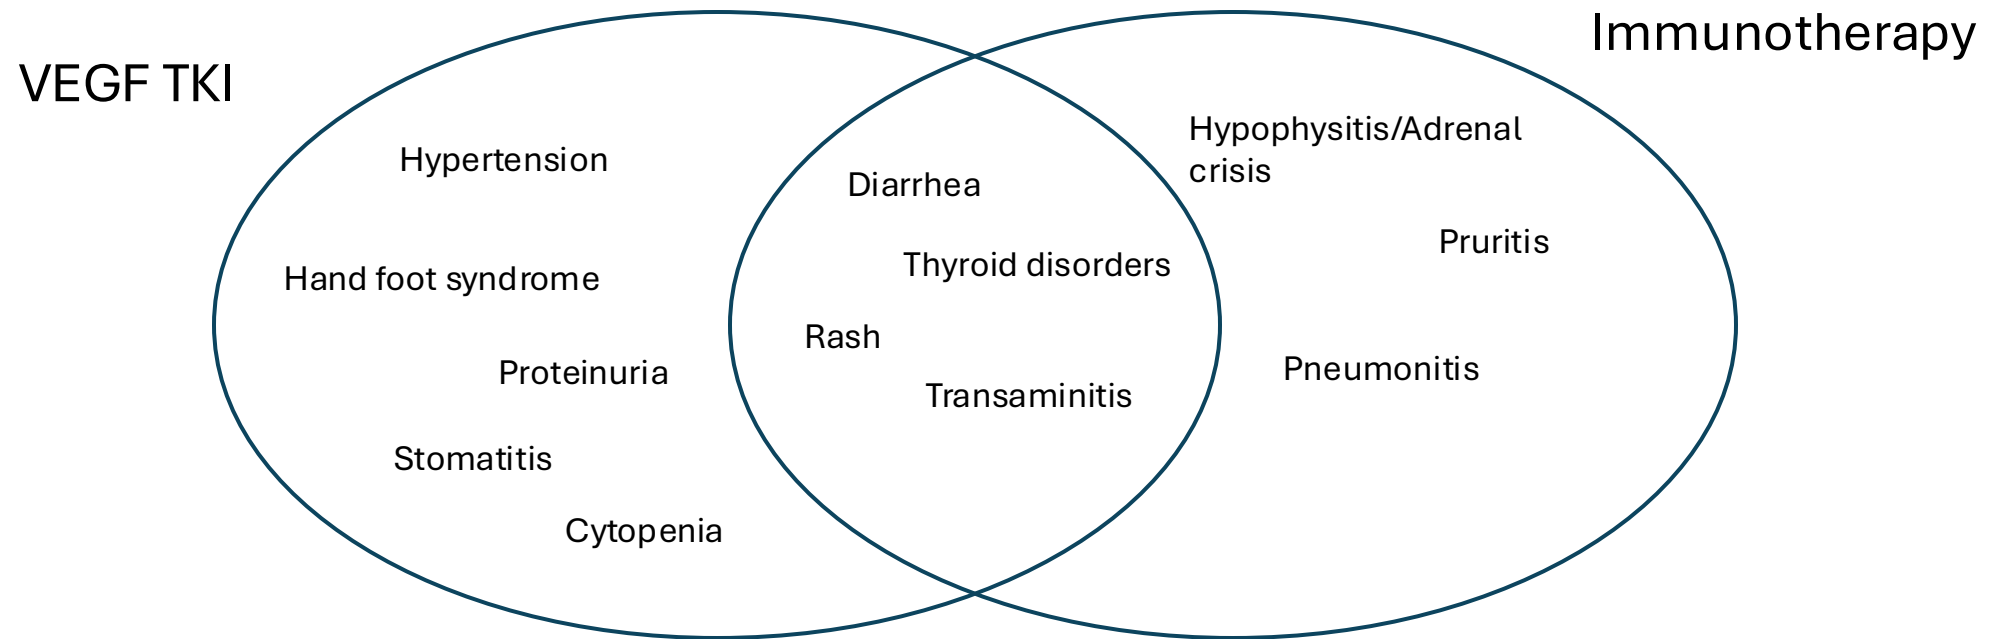 VEGF TKI
Immunotherapy
Hypertension
Hand foot syndrome
Proteinuria
Stomatitis
Cytopenia
Diarrhea
Thyroid disorders
Rash
Transaminitis
Hypophysitis/Adrenal
crisis
Pruritis
Pneumonitis